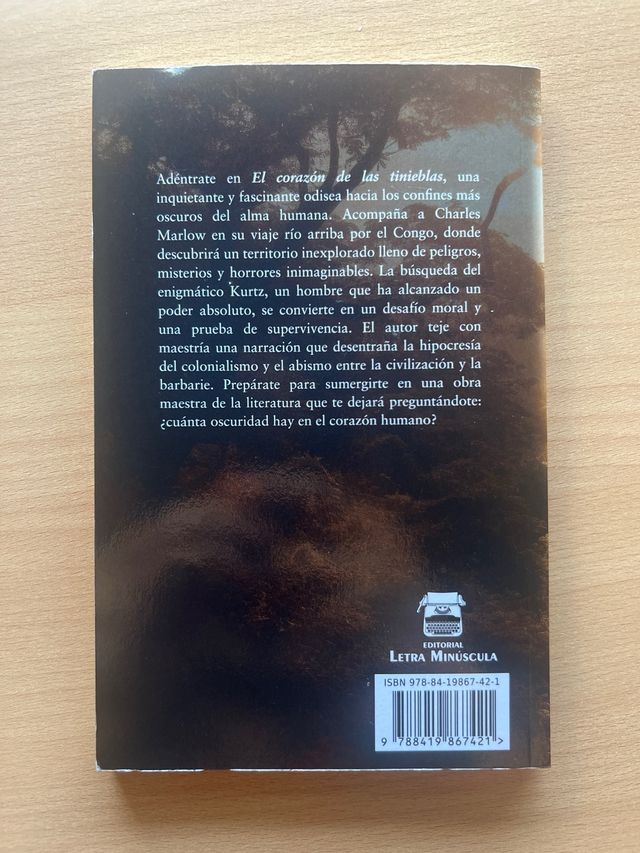 Adéntrate en El corazón de las tinieblas, una
inquietante y fascinante odisea hacia los confines más
oscuros del alma humana. Acompaña a Charles
Marlow en su viaje río arriba por el Congo, donde
descubrirá un territorio inexplorado lleno de peligros,
misterios y horrores inimaginables. La búsqueda del
enigmático Kurtz, un hombre que ha alcanzado un
poder absoluto, se convierte en un desafío moral y
una prueba de supervivencia. El autor teje con
maestría una narración que desentraña la hipocresía
del colonialismo y el abismo entre la civilización y la
barbarie. Prepárate para sumergirte en una obra
maestra de la literatura que te dejará preguntándote:
¿cuánta oscuridad hay en el corazón humano?
EDITORIAL
LETRA MINÚSCULA
ISBN 978-84-19867-42-1
9 788419 867421 >